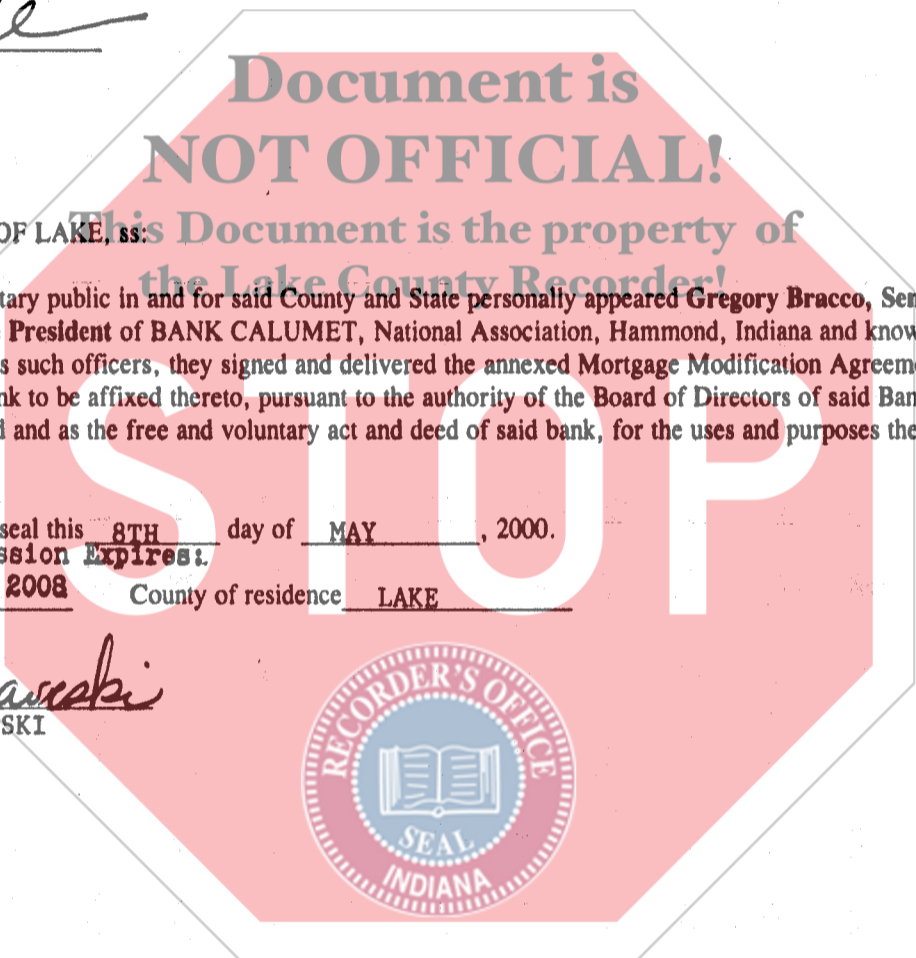 Document is
NOT OFFICIAL!
This Document is the property of
the Lake County Recorder!
OF LAKE, ss:
tary public in and for said County and State personally appeared Gregory Bracco, Sen
President of BANK CALUMET, National Association, Hammond, Indiana and know
s such officers, they signed and delivered the annexed Mortgage Modification Agreem
nk to be affixed thereto, pursuant to the authority of the Board of Directors of said Ban
d and as the free and voluntary act and deed of said bank, for the uses and purposes the
STOP
seal this 8TH day of MAY, 2000.
ssion Expires:
2008 County of residence LAKE
SKI
RECORDER'S OFFICE
SEAL
INDIANA